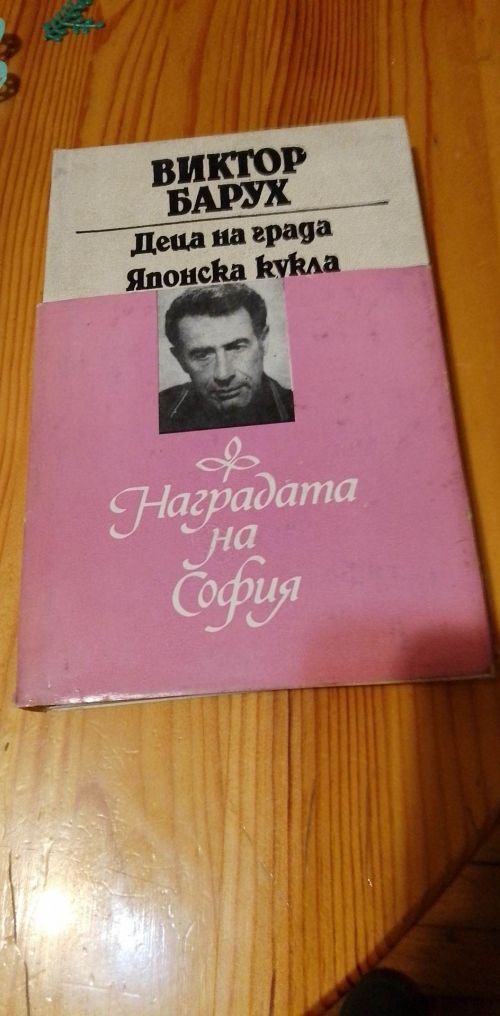 ВИКТОР
БАРУХ
Деца на града
Японска кукла
Наградата
на
София